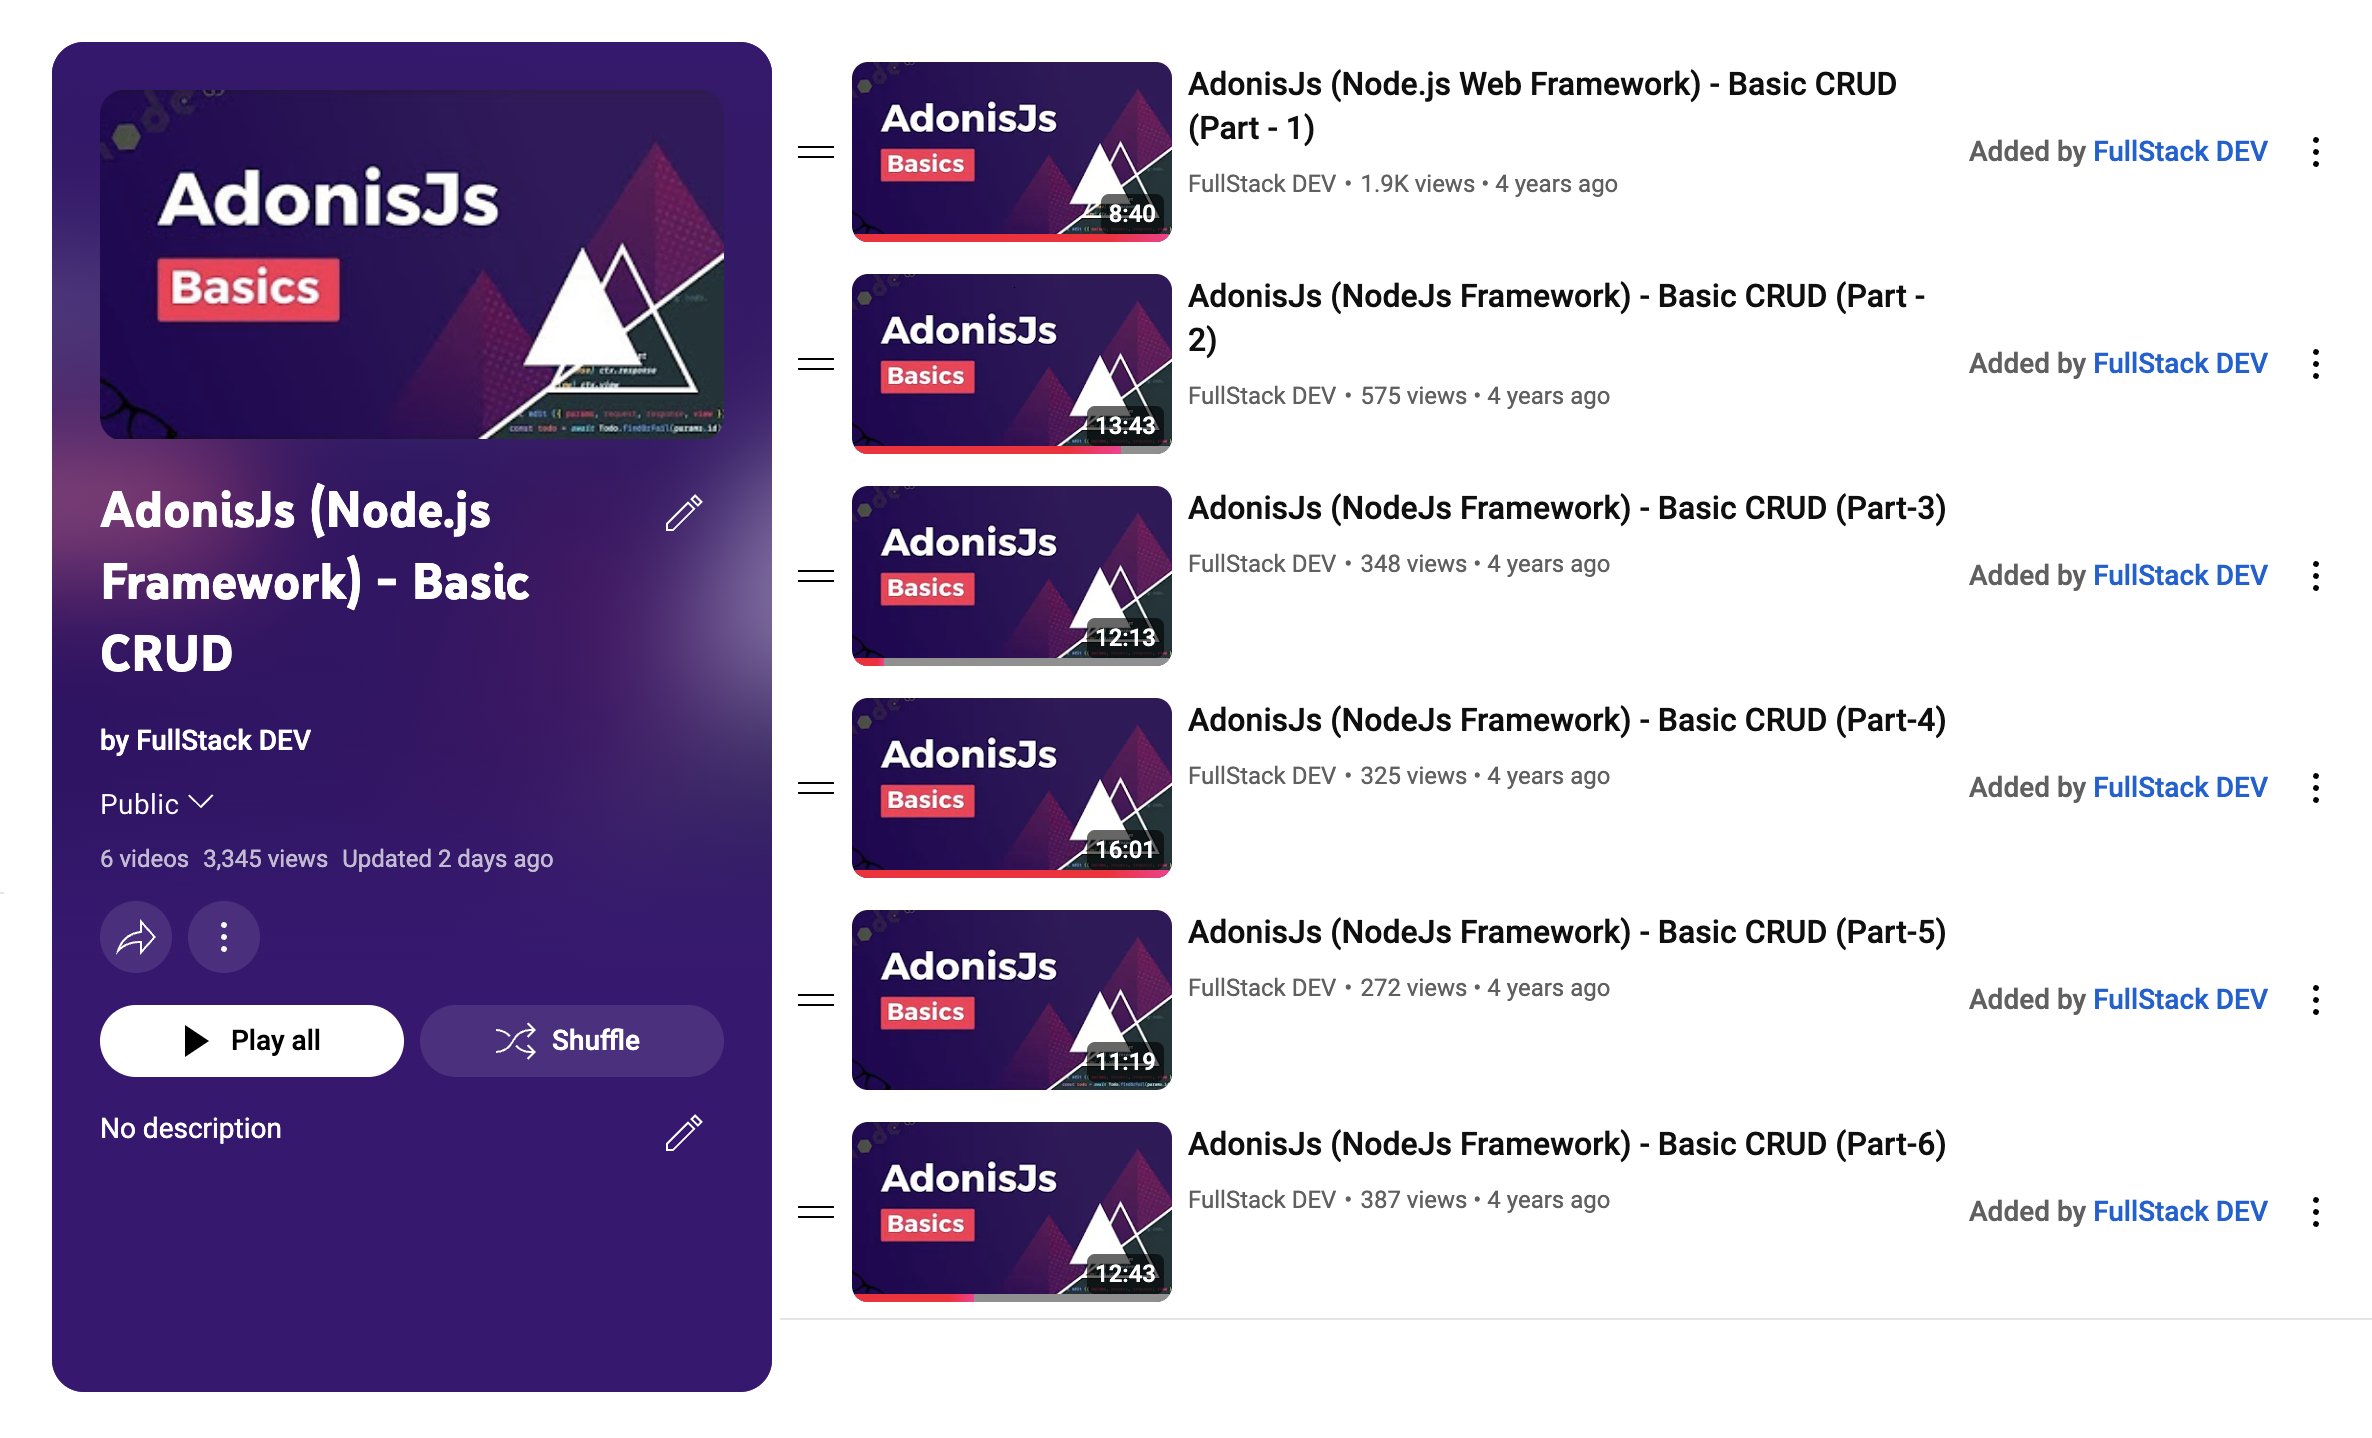 AdonisJs
Basics
AdonisJs (Node.js
Framework) - Basic
CRUD
by FullStack DEV
Public
6 videos 3,345 views Updated 2 days ago
Play all
Shuffle
No description
AdonisJs
Basics
8:40
AdonisJs (Node.js Web Framework) - Basic CRUD
(Part - 1)
FullStack DEV • 1.9K views • 4 years ago
Added by FullStack DEV
AdonisJs
Basics
13:43
AdonisJs (NodeJs Framework) - Basic CRUD (Part -
2)
FullStack DEV • 575 views • 4 years ago
Added by FullStack DEV
AdonisJs
Basics
12:13
AdonisJs (NodeJs Framework) - Basic CRUD (Part-3)
FullStack DEV • 348 views • 4 years ago
Added by FullStack DEV
AdonisJs
Basics
16:01
AdonisJs (NodeJs Framework) - Basic CRUD (Part-4)
FullStack DEV • 325 views • 4 years ago
Added by FullStack DEV
AdonisJs
Basics
11:19
AdonisJs (NodeJs Framework) - Basic CRUD (Part-5)
FullStack DEV • 272 views • 4 years ago
Added by FullStack DEV
AdonisJs
Basics
12:43
AdonisJs (NodeJs Framework) - Basic CRUD (Part-6)
FullStack DEV • 387 views • 4 years ago
Added by FullStack DEV